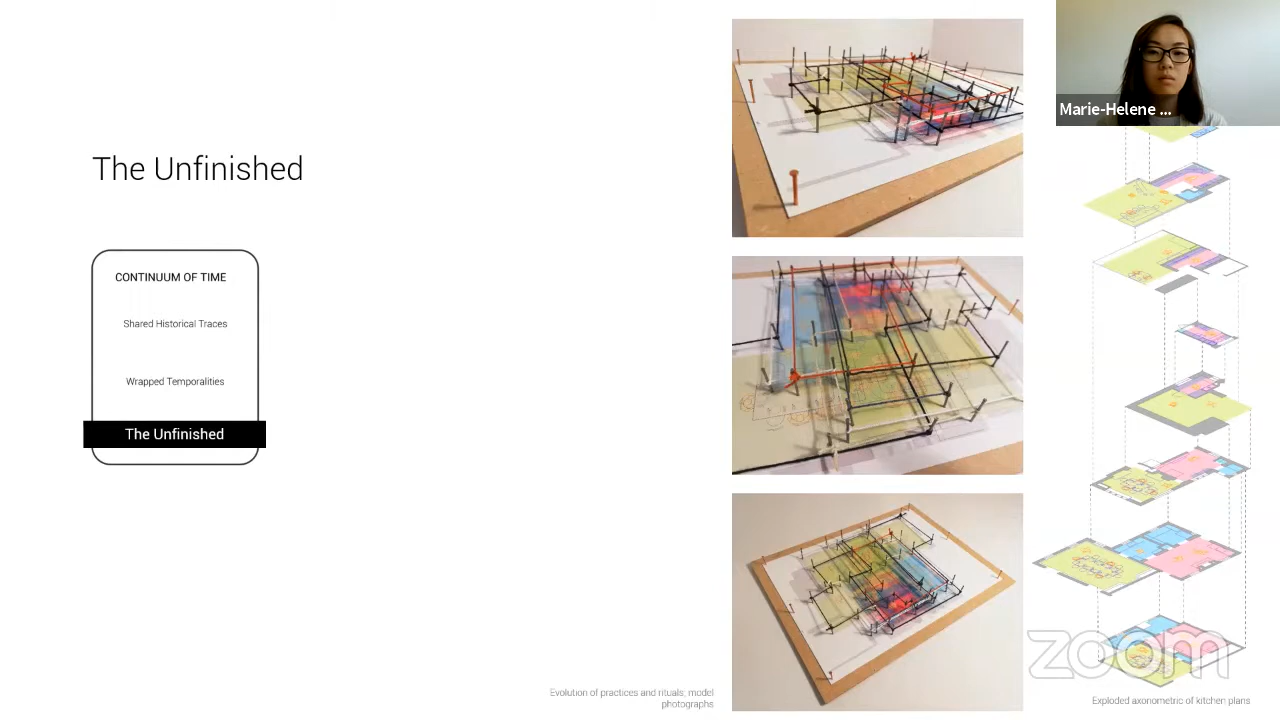 The Unfinished
CONTINUUM OF TIME
Shared Historical Traces
Wrapped Temporalities
The Unfinished
Evolution of practices and rituals; model
photographs
Marie-Helene ...
zoom
Exploded axonometric of kitchen plans